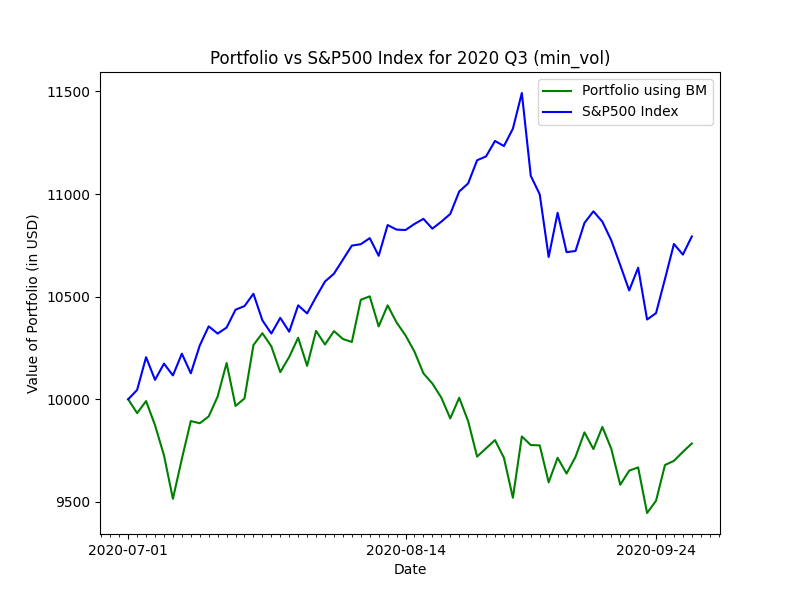 Portfolio vs S&P500 Index for 2020 Q3 (min_vol)
Portfolio using BM
S&P500 Index
11500
11000
10500
10000
9500
Value of Portfolio (in USD)
2020-07-01
2020-08-14
2020-09-24
Date